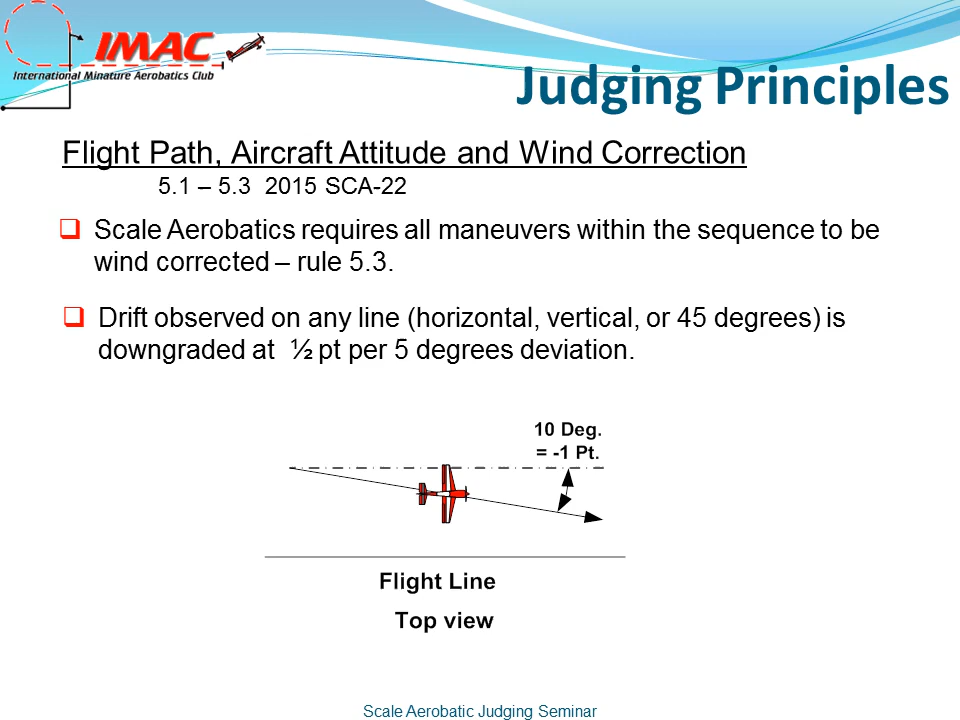 IMAC
International Minature Aerobatics Club
Judging Principles
Flight Path, Aircraft Attitude and Wind Correction
5.1 – 5.3 2015 SCA-22
Scale Aerobatics requires all maneuvers within the sequence to be
wind corrected – rule 5.3.
Drift observed on any line (horizontal, vertical, or 45 degrees) is
downgraded at ½ pt per 5 degrees deviation.
10 Deg.
= -1 Pt.
Flight Line
Top view
Scale Aerobatic Judging Seminar